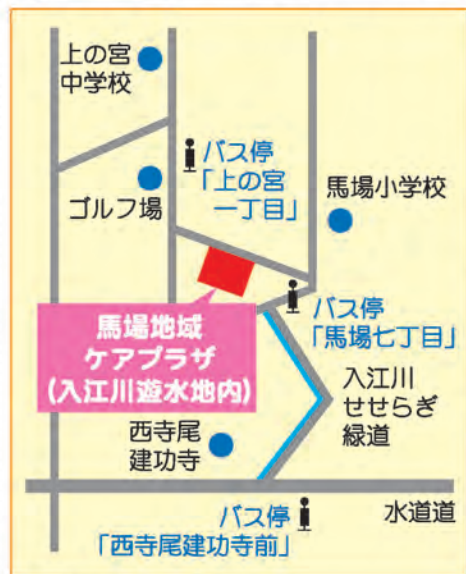 上の宮
中学校
バス停
「上の宮
一丁目」
ゴルフ場
馬場小学校
馬場地域
ケアプラザ
(入江川遊水地内)
バス停
「馬場七丁目」
入江川
せせらぎ
緑道
西寺尾
建功寺
バス停
「西寺尾建功寺前」
水道道